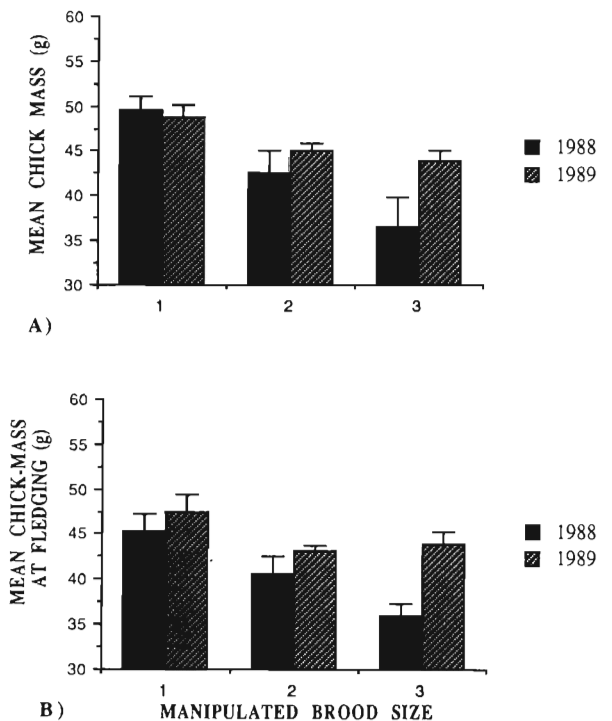 60
55
50
45
40
35
30
MEAN CHICK MASS (g)
1 2 3
1988
1989
A)
60
55
50
45
40
35
30
MEAN CHICK-MASS
AT FLEDGING (g)
1 2 3
1988
1989
B) MANIPULATED BROOD SIZE